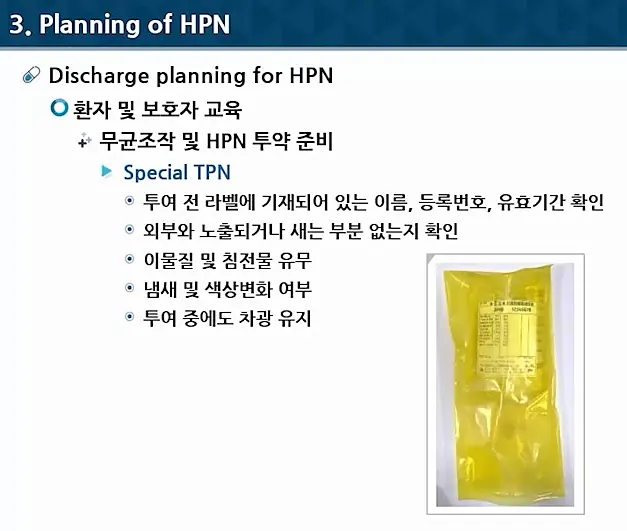 3. Planning of HPN
Discharge planning for HPN
환자 및 보호자 교육
무균조작 및 HPN 투약 준비
Special TPN
투여 전 라벨에 기재되어 있는 이름, 등록번호, 유효기간 확인
외부와 노출되거나 새는 부분 없는지 확인
이물질 및 침전물 유무
냄새 및 색상변화 여부
투여 중에도 차광 유지